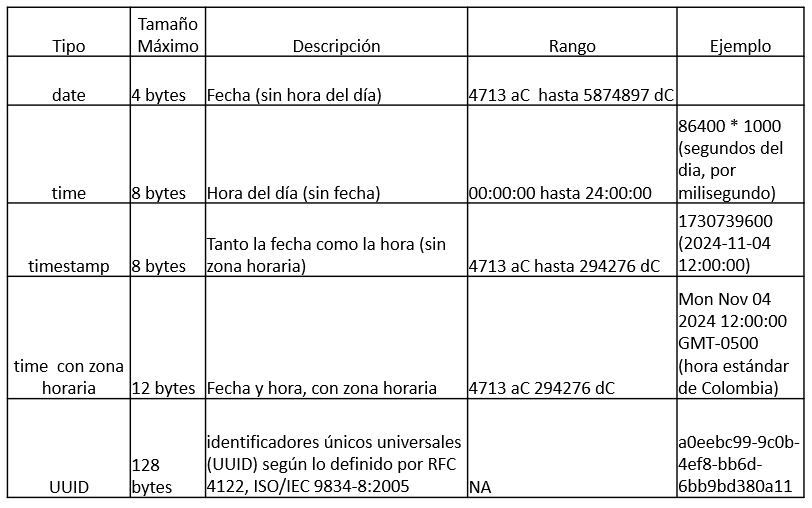 Tipo
Tamaño
Máximo
Descripción
Rango
Ejemplo
date
4 bytes
Fecha (sin hora del día)
4713 aC  hasta 5874897 dC
time
8 bytes
Hora del día (sin fecha)
00:00:00 hasta 24:00:00
86400 * 1000
(segundos del
dia, por
milisegundo)
timestamp
8 bytes
Tanto la fecha como la hora (sin
zona horaria)
4713 aC hasta 294276 dC
1730739600
(2024-11-04
12:00:00)
time  con zona
horaria
12 bytes
Fecha y hora, con zona horaria
4713 aC 294276 dC
Mon Nov 04
2024 12:00:00
GMT-0500
(hora estándar
de Colombia)
UUID
128
bytes
identificadores únicos universales
(UUID) según lo definido por RFC
4122, ISO/IEC 9834-8:2005
NA
a0eebc99-9c0b-
4ef8-bb6d-
6bb9bd380a11